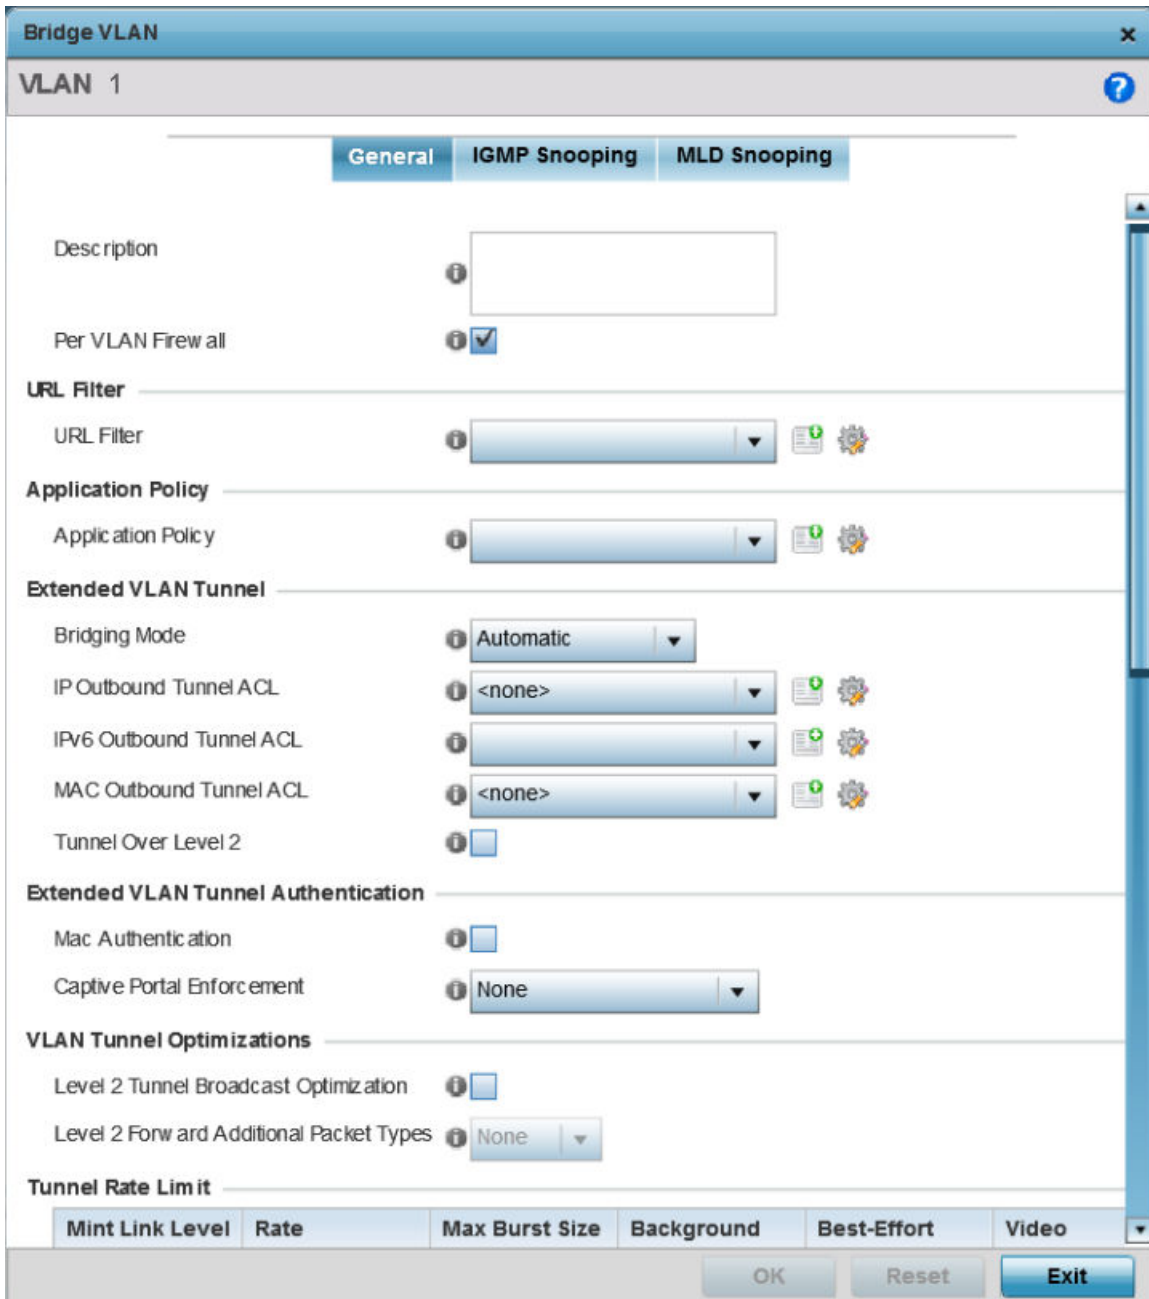 Bridge VLAN
VLAN 1
General IGMP Snooping MLD Snooping
Description
Per VLAN Firewall
URL Filter
URL Filter
Application Policy
Application Policy
Extended VLAN Tunnel
Bridging Mode Automatic
IP Outbound Tunnel ACL <none>
IPv6 Outbound Tunnel ACL
MAC Outbound Tunnel ACL <none>
Tunnel Over Level 2
Extended VLAN Tunnel Authentication
Mac Authentication
Captive Portal Enforcement None
VLAN Tunnel Optimizations
Level 2 Tunnel Broadcast Optimization
Level 2 Forward Additional Packet Types None
Tunnel Rate Limit
Mint Link Level Rate Max Burst Size Background Best-Effort Video
OK Reset Exit